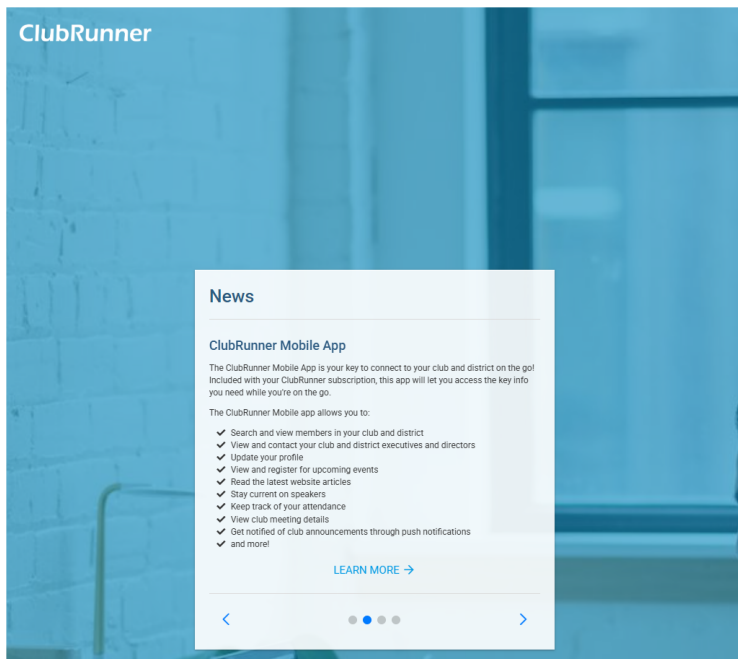 ClubRunner
News
ClubRunner Mobile App
The ClubRunner Mobile App is your key to connect to your club and district on the go!
Included with your ClubRunner subscription, this app will let you access the key info
you need while you're on the go.
The ClubRunner Mobile app allows you to:
Search and view members in your club and district
View and contact your club and district executives and directors
Update your profile
View and register for upcoming events
Read the latest website articles
Stay current on speakers
Keep track of your attendance
View club meeting details
Get notified of club announcements through push notifications
and more!
LEARN MORE →